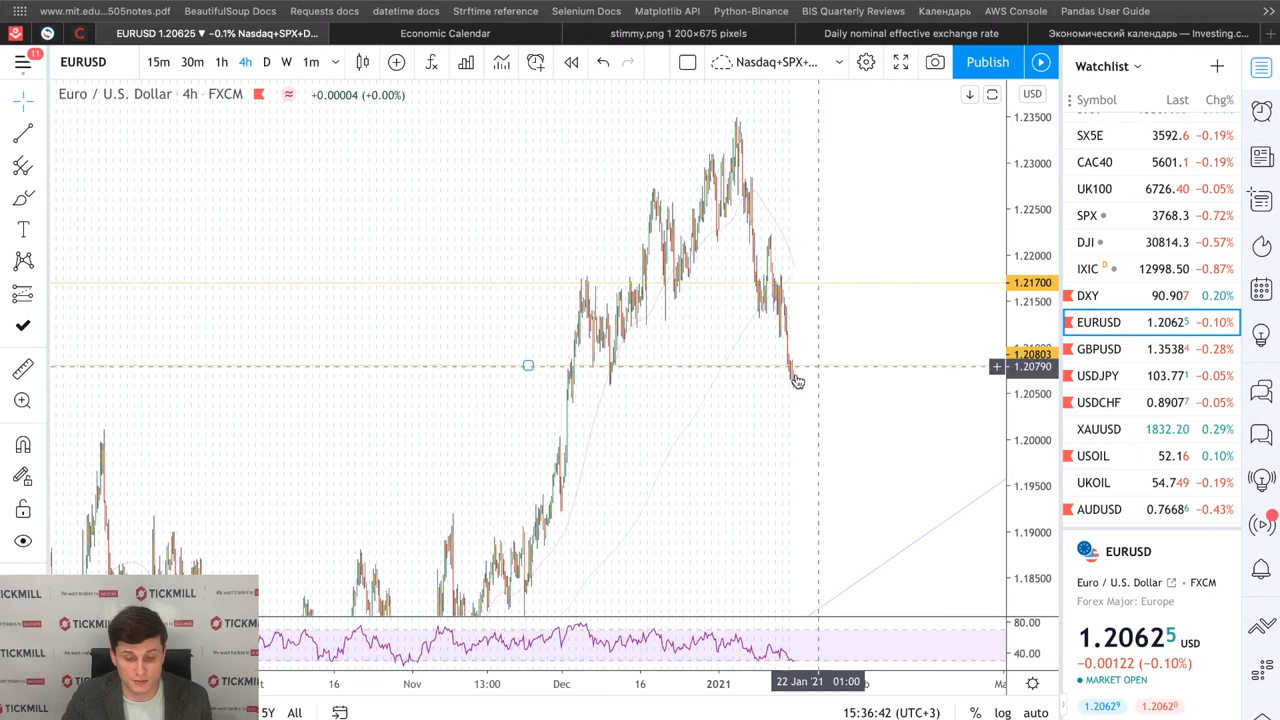 www.mit.edu...505notes.pdf BeautifulSoup Docs Requests docs datetime docs Strftime reference Selenium Docs Matplotlib API Python-Binance BIS Quarterly Reviews Календарь AWS Console Pandas User Guide
EURUSD 1.20625 ▼ −0.1% Nasdaq+SPX+D... Economic Calendar stimmy.png 1 200×675 pixels Daily nominal effective exchange rate Экономический календарь — Investing.c...
11
EURUSD 15m 30m 1h 4h D W 1m Nasdaq+SPX+... Publish
Watchlist
Euro / U.S. Dollar · 4h · FXCM +0.00004 (+0.00%)
USD
Symbol Last Chg%
1.23500
SX5E 3592.6 −0.19%
1.23000
CAC40 5601.1 −0.19%
UK100 6726.40 −0.05%
1.22500
SPX 3768.3 −0.72%
DJI 30814.3 −0.57%
1.22000
IXIC D 12998.50 −0.87%
1.21700
DXY 90.907 0.20%
1.21500
EURUSD 1.20625 −0.10%
GBPUSD 1.35384 −0.28%
1.20803
1.20790
USDJPY 103.771 −0.05%
1.20500
USDCHF 0.89077 −0.05%
XAUUSD 1832.20 0.29%
1.20000
USOIL 52.16 0.10%
1.19500
UKOIL 54.749 −0.19%
AUDUSD 0.76686 −0.43%
1.19000
EURUSD
1.18500
Euro / U.S. Dollar · FXCM
Forex Major: Europe
80.00
1.20625 USD
40.00
−0.00122 (−0.10%)
MARKET OPEN
16 Nov 13:00 Dec 16 2021 22 Jan '21 01:00
1.20629 1.20620
5Y All 15:36:42 (UTC+3) % log auto
TICKMILL
We want traders to succeed
TICKMILL
TICKMILL
TICKMILL